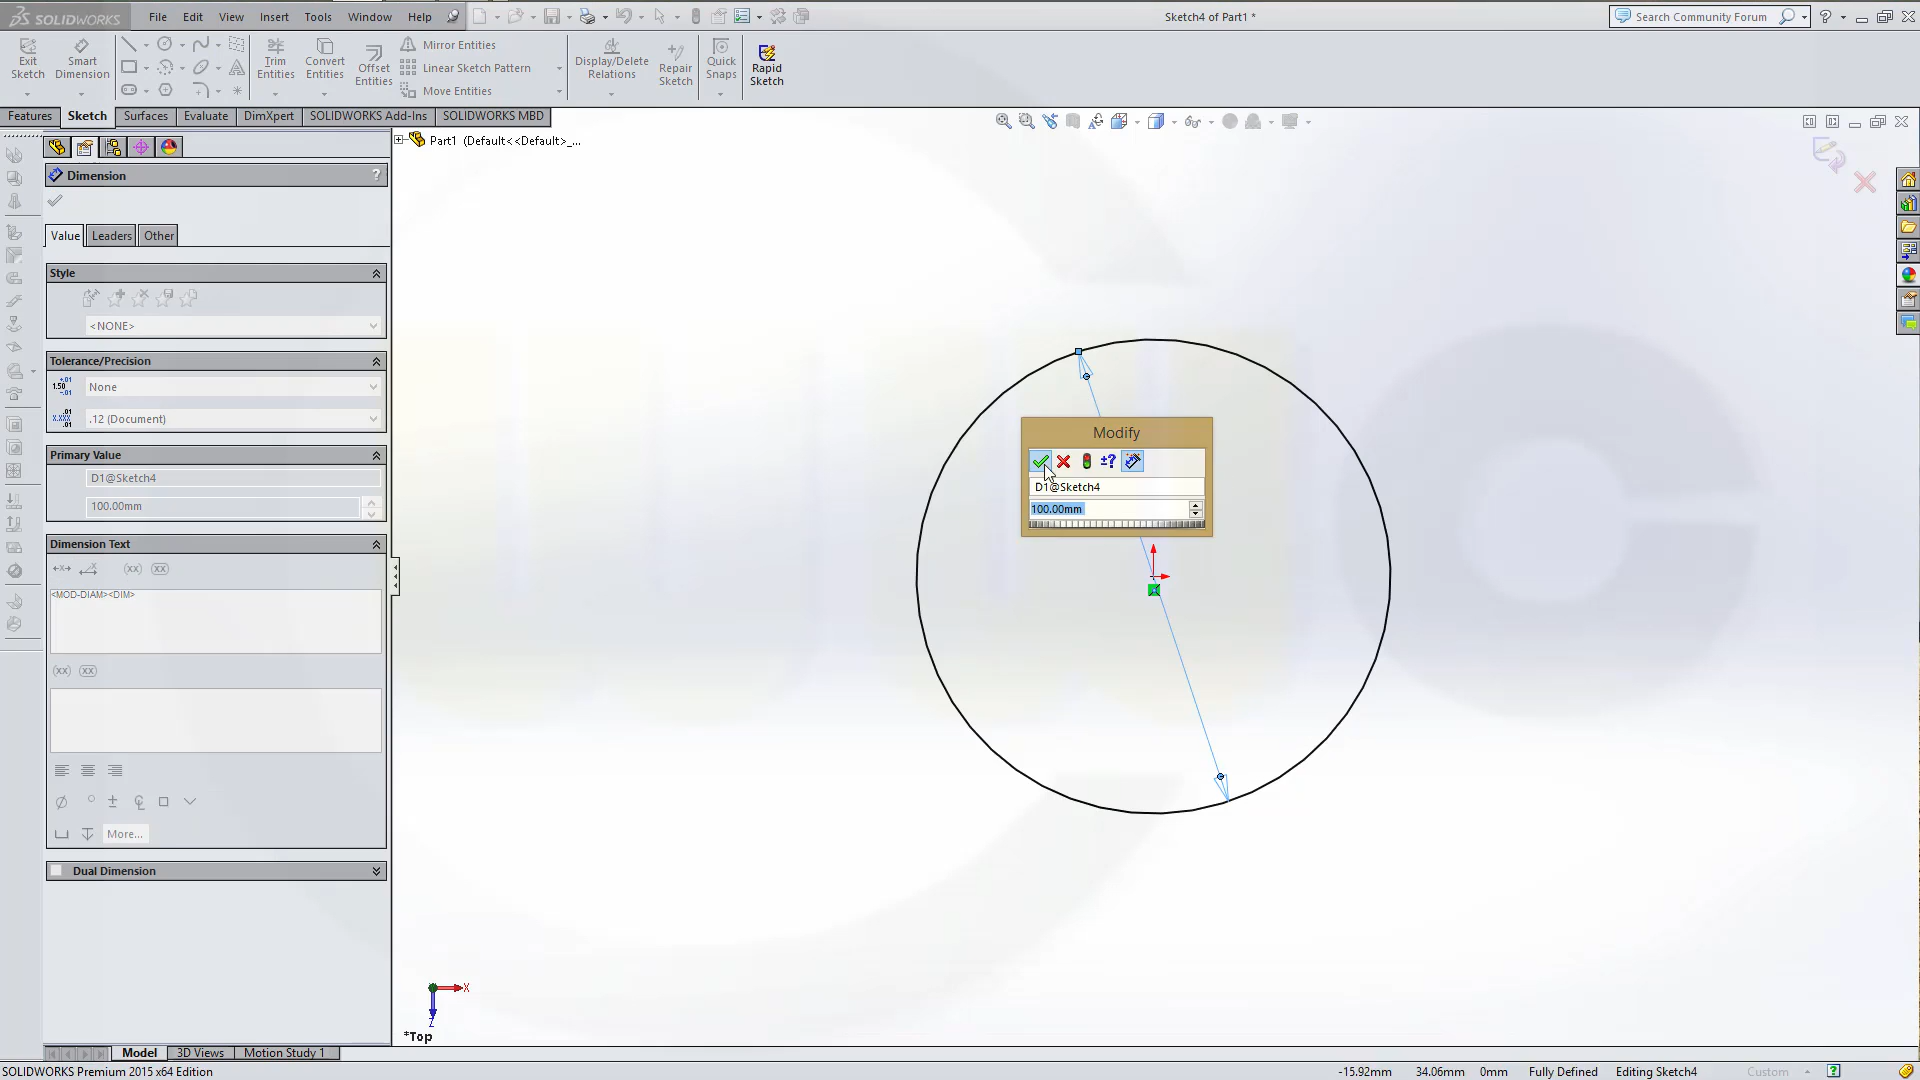 SOLIDWORKS
File Edit View Insert Tools Window Help
Sketch4 of Part1 *
Search Community Forum
Exit Sketch
Smart Dimension
Trim Entities
Convert Entities
Offset Entities
Mirror Entities
Linear Sketch Pattern
Move Entities
Display/Delete Relations
Repair Sketch
Quick Snaps
Rapid Sketch
Features Sketch Surfaces Evaluate DimXpert SOLIDWORKS Add-Ins SOLIDWORKS MBD
Part1 (Default<<Default>_...
Dimension ?
Value Leaders Other
Style
<NONE>
Tolerance/Precision
None
.12 (Document)
Primary Value
D1@Sketch4
100.00mm
Dimension Text
<MOD-DIAM><DIM>
More...
Dual Dimension
Modify
D1@Sketch4
100.00mm
X
Z
*Top
Model 3D Views Motion Study 1
SOLIDWORKS Premium 2015 x64 Edition
-15.92mm 34.06mm 0mm Fully Defined Editing Sketch4 Custom